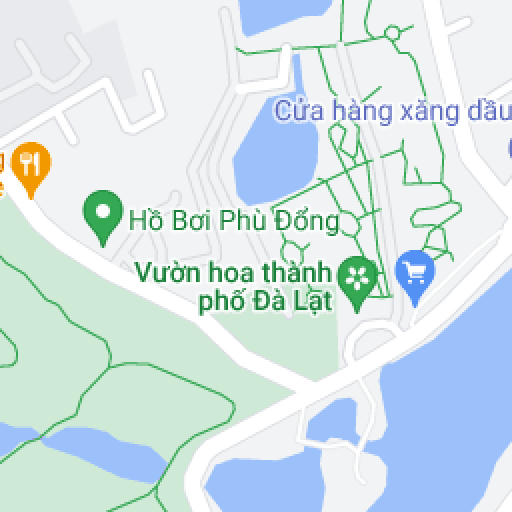 Cửa hàng xăng dầu
Hồ Bơi Phù Đổng
Vườn hoa thành
phố Đà Lạt